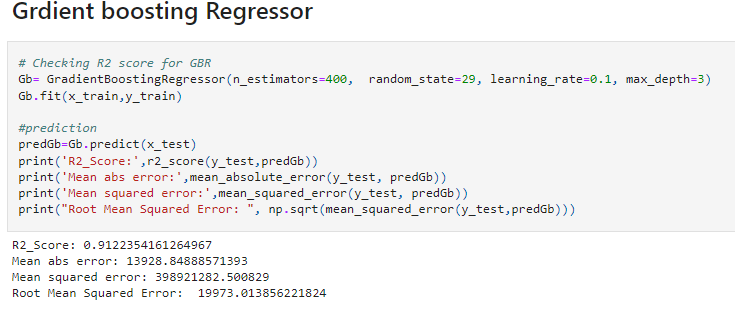 Grdient boosting Regressor
# Checking R2 score for GBR
Gb= GradientBoostingRegressor(n_estimators=400,  random_state=29, learning_rate=0.1, max_depth=3)
Gb.fit(x_train,y_train)
#prediction
predGb=Gb.predict(x_test)
print('R2_Score:',r2_score(y_test,predGb))
print('Mean abs error:',mean_absolute_error(y_test, predGb))
print('Mean squared error:',mean_squared_error(y_test, predGb))
print("Root Mean Squared Error: ", np.sqrt(mean_squared_error(y_test,predGb)))
R2_Score: 0.9122354161264967
Mean abs error: 13928.84888571393
Mean squared error: 398921282.500829
Root Mean Squared Error:  19973.013856221824